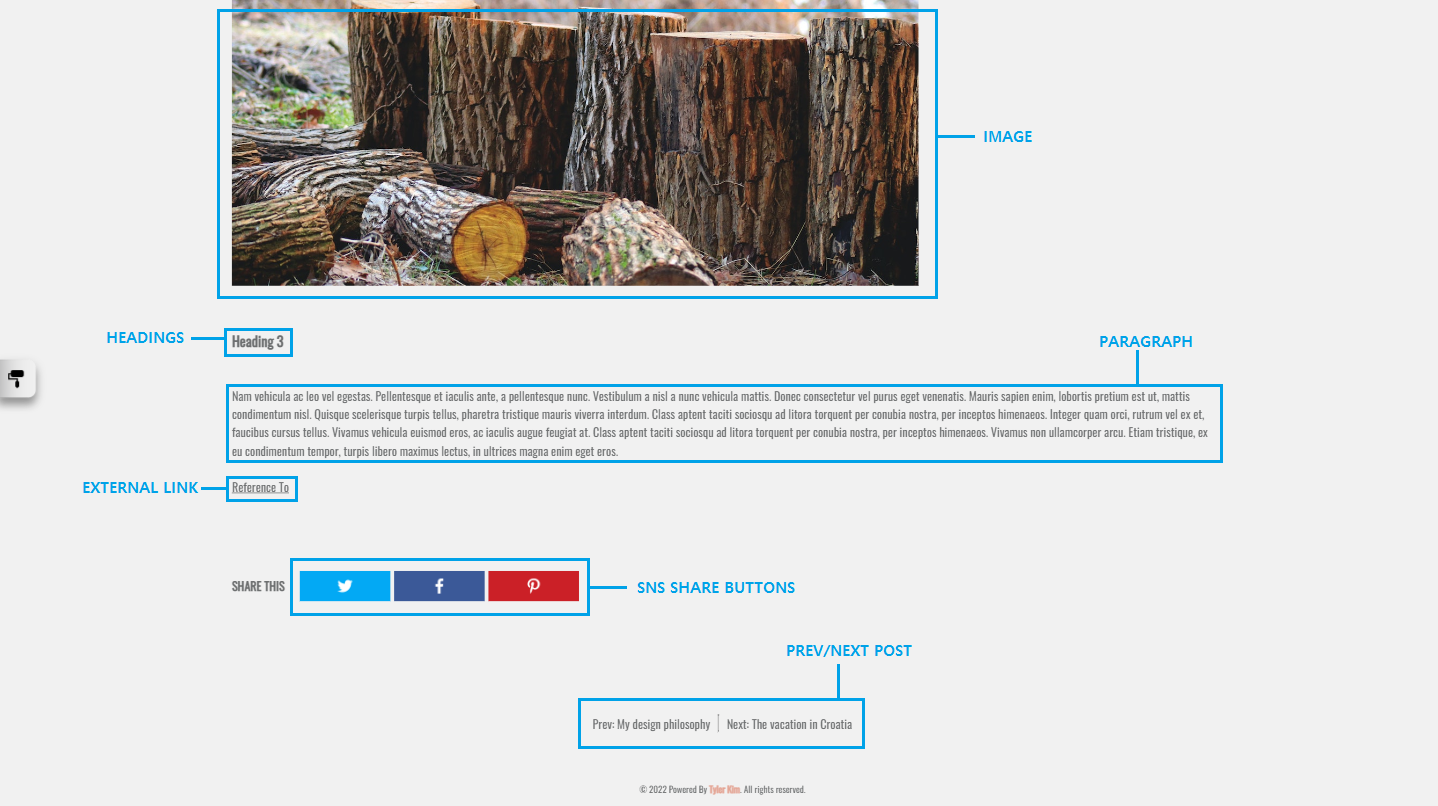 IMAGE
HEADINGS
Heading 3
PARAGRAPH
Nam vehicula ac leo vel egestas. Pellentesque et iaculis ante, a pellentesque nunc. Vestibulum a nisl a nunc vehicula mattis. Donec consectetur vel purus eget venenatis. Mauris sapien enim, lobortis pretium est ut, mattis
condimentum nisl. Quisque scelerisque turpis tellus, pharetra tristique mauris viverra interdum. Class aptent taciti sociosqu ad litora torquent per conubia nostra, per inceptos himenaeos. Integer quam orci, rutrum vel ex et,
faucibus cursus tellus. Vivamus vehicula euismod eros, ac iaculis augue feugiat at. Class aptent taciti sociosqu ad litora torquent per conubia nostra, per inceptos himenaeos. Vivamus non ullamcorper arcu. Etiam tristique, ex
eu condimentum tempor, turpis libero maximus lectus, in ultrices magna enim eget eros.
EXTERNAL LINK
Reference To
SHARE THIS
SNS SHARE BUTTONS
PREV/NEXT POST
Prev: My design philosophy
Next: The vacation in Croatia
© 2022 Powered By Tyler Kim. All rights reserved.